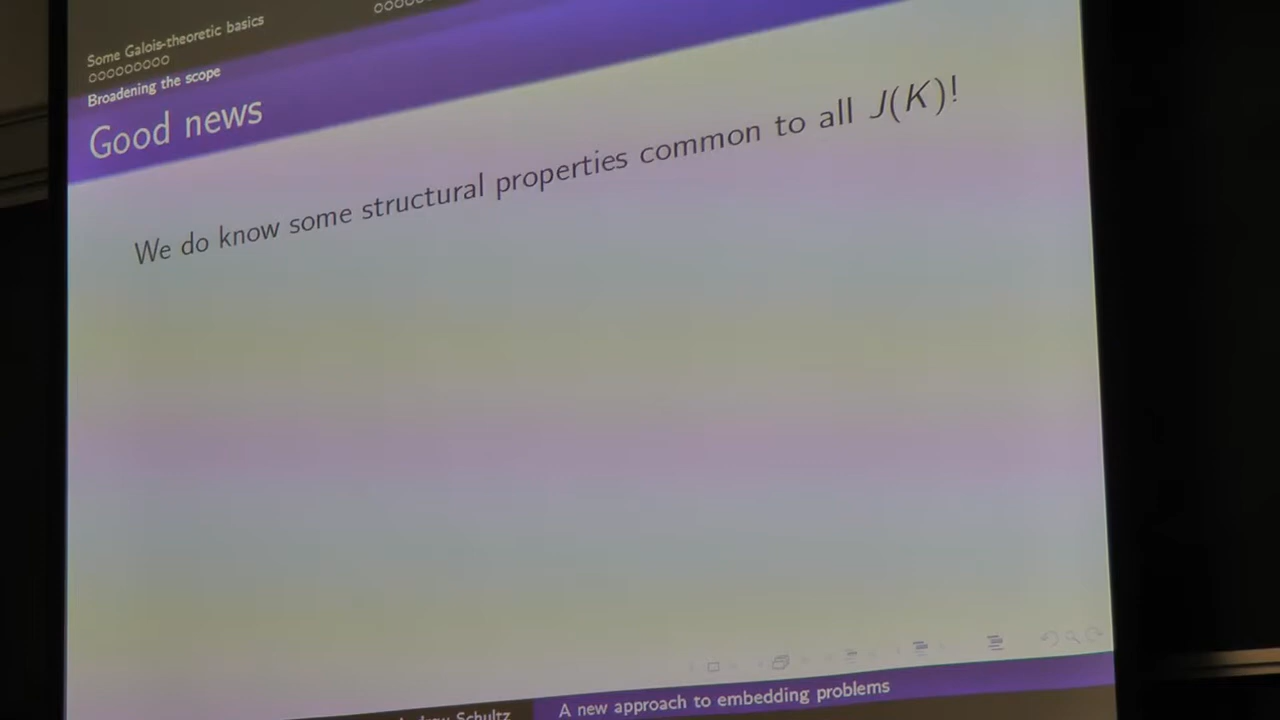 Some Galois-theoretic basics
Broadening the scope
Good news
We do know some structural properties common to all J(K)!
Schultz
A new approach to embedding problems